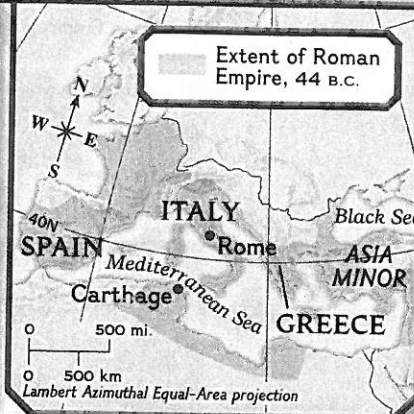 Extent of Roman
Empire, 44 B.C.
N
W E
S
40N
ITALY
Black Sea
SPAIN
Rome
ASIA
MINOR
Mediterranean Sea
Carthage
GREECE
0 500 mi.
0 500 km
Lambert Azimuthal Equal-Area projection